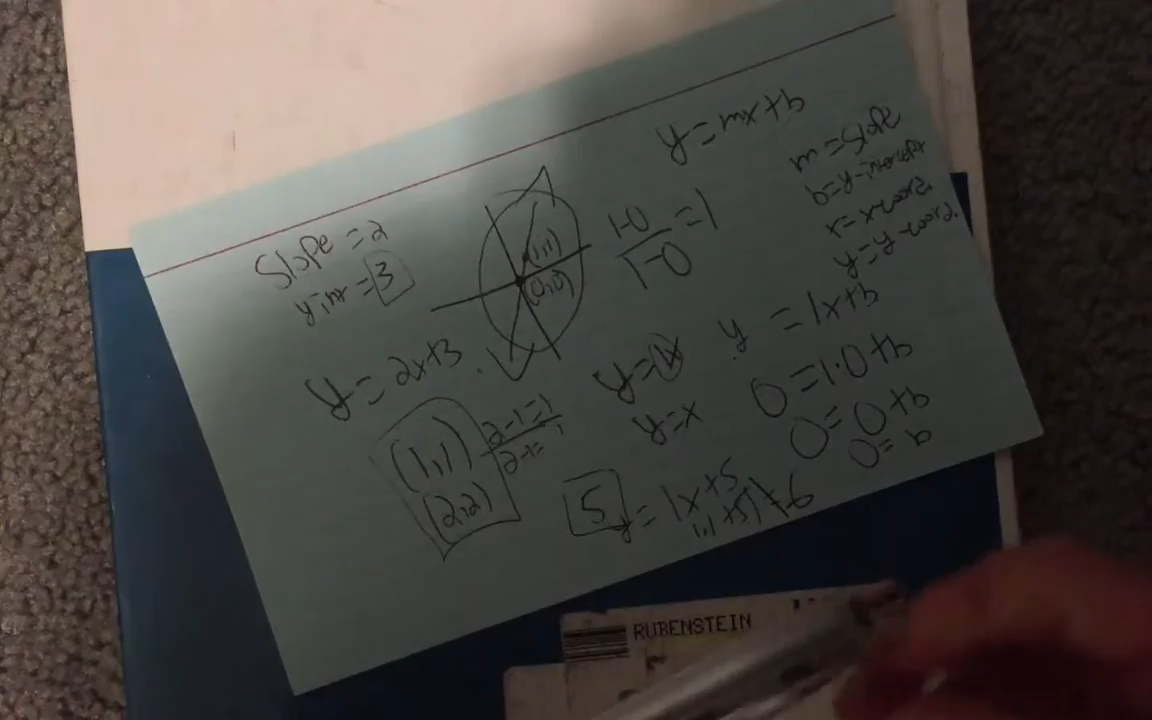 y = mx+b
m = Slope
b = y-intercept
x = x-coord.
y = y-coord.
Slope = 2
y int = 3
y = 2x+3
(1,1)
(0,0)
1-0
1-0
=1
(1,1)
(2,2)
2-1=1
2-1= 1
y=1x
y=x
y = 1x+b
0 =1.0+b
0 =0+b
b =0
5
y = 1x+5
RUBENSTEIN